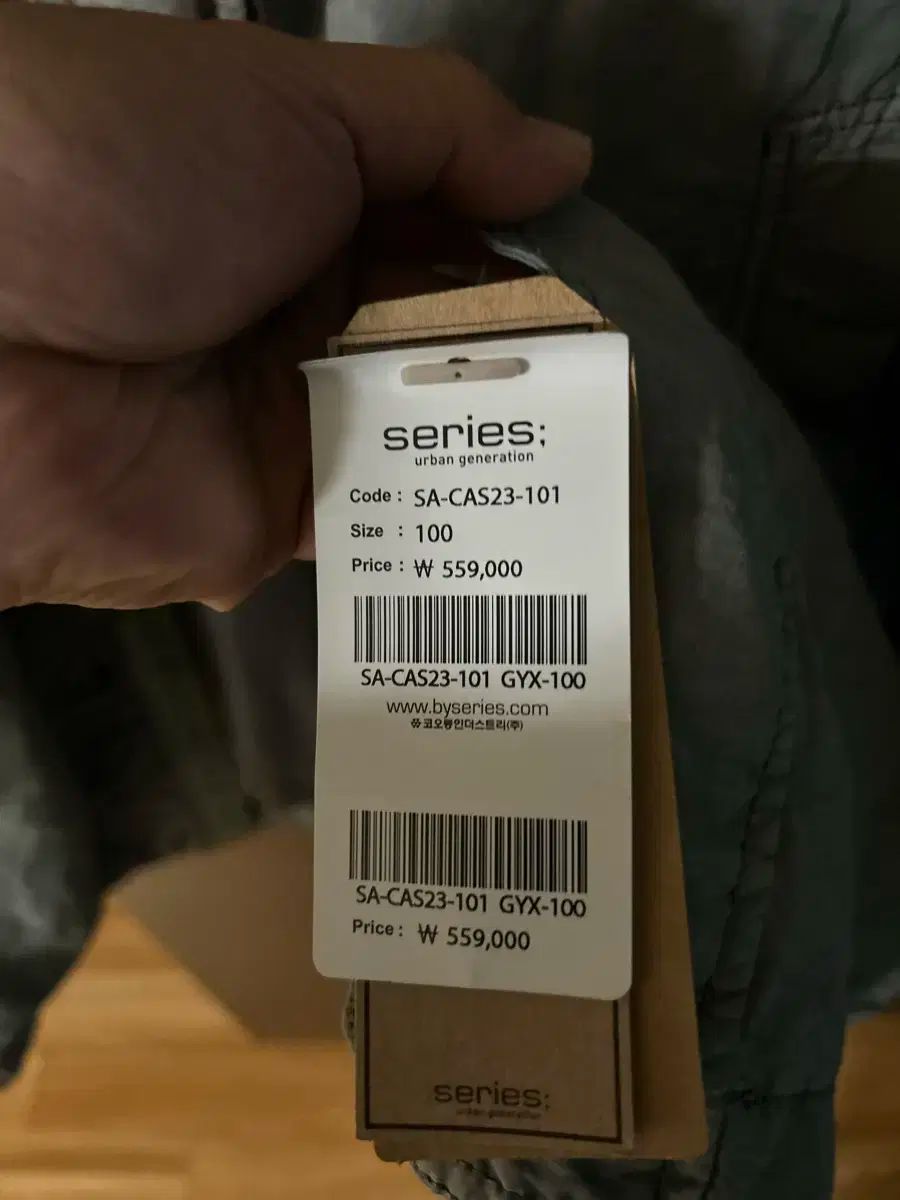 series;
urban generation
Code : SA-CAS23-101
Size : 100
Price : ₩ 559,000
SA-CAS23-101 GYX-100
www.byseries.com
코오롱인더스트리(주)
SA-CAS23-101 GYX-100
Price : ₩ 559,000
series;
urban generation